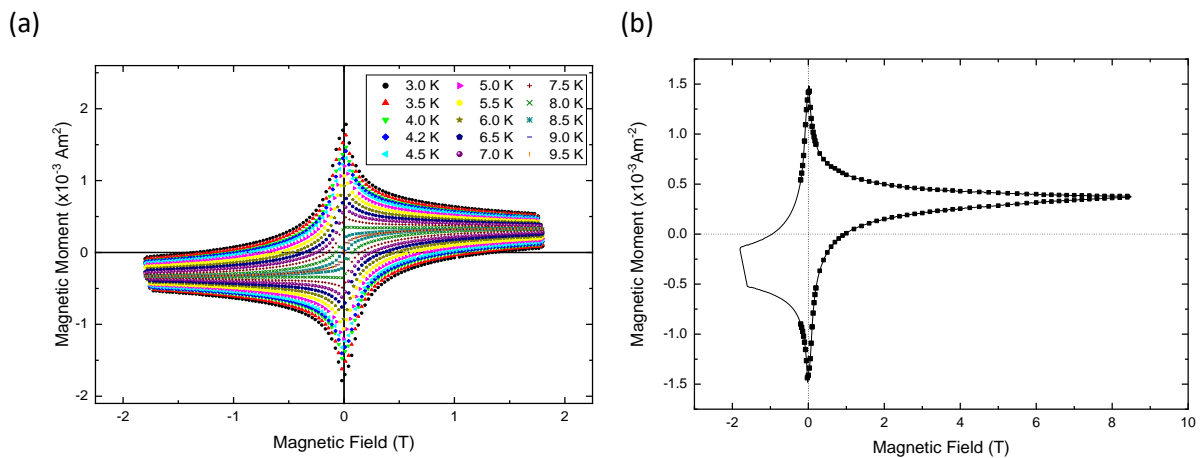 (a)
(b)
3.0 K 5.0 K 7.5 K
3.5 K 5.5 K 8.0 K
4.0 K 6.0 K 8.5 K
4.2 K 6.5 K 9.0 K
4.5 K 7.0 K 9.5 K
2
1
0
-1
-2
Magnetic Moment (x10⁻³ Am²)
-2 -1 0 1 2
Magnetic Field (T)
1.5
1.0
0.5
0.0
-0.5
-1.0
-1.5
Magnetic Moment (x10⁻³Am⁻²)
-2 0 2 4 6 8 10
Magnetic Field (T)